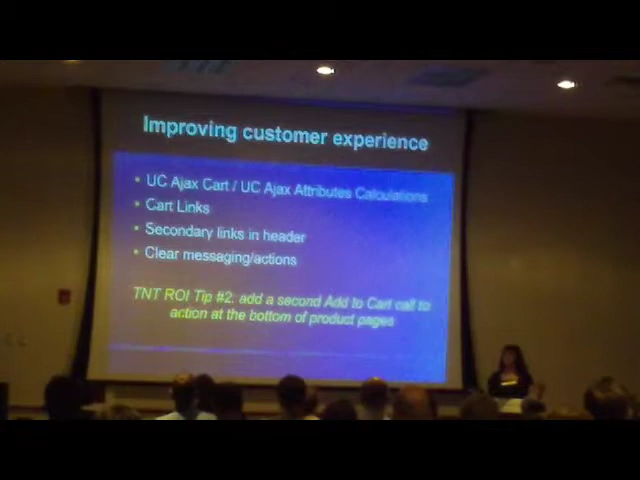 Improving customer experience
• UC Ajax Cart / UC Ajax Attributes Calculations
• Cart Links
• Secondary links in header
• Clear messaging/actions
TNT ROI Tip #2: add a second Add to Cart call to
action at the bottom of product pages